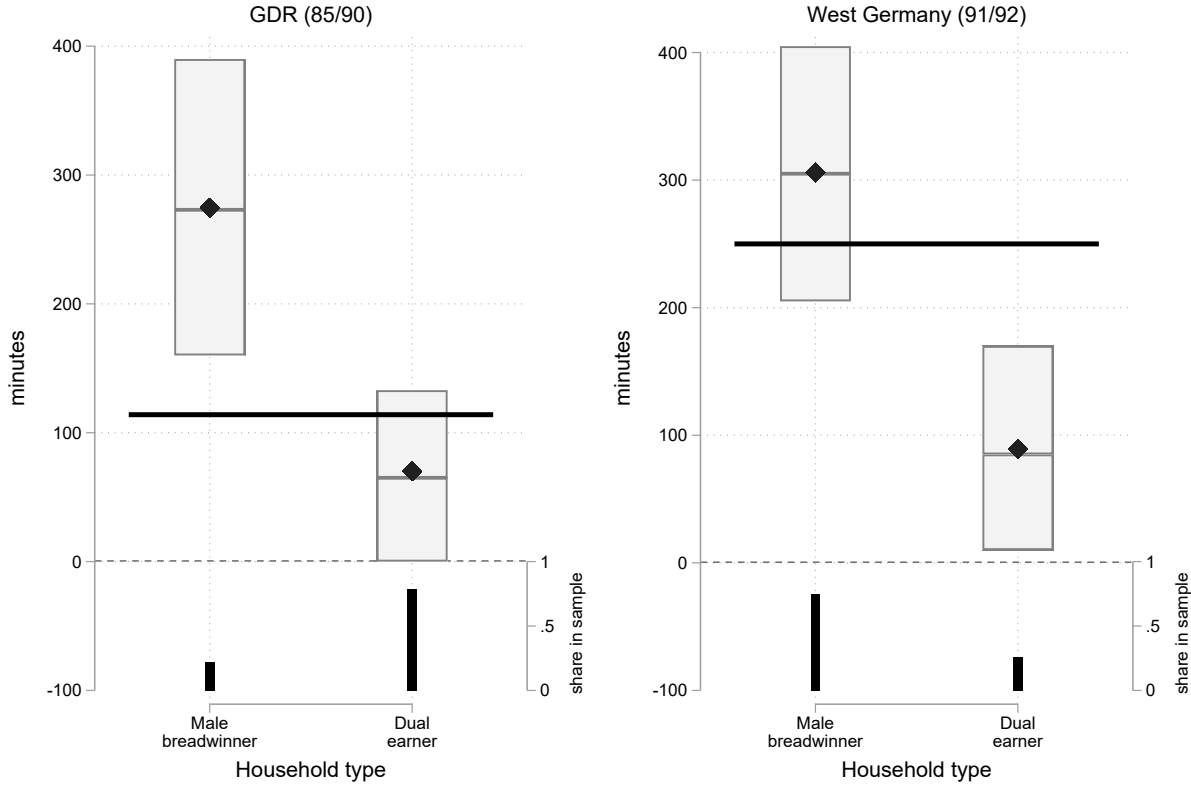 GDR (85/90)
400
300
200
100
0
-100
minutes
1
.5
0
share in sample
Male
breadwinner
Dual
earner
Household type
West Germany (91/92)
400
300
200
100
0
-100
minutes
1
.5
0
share in sample
Male
breadwinner
Dual
earner
Household type